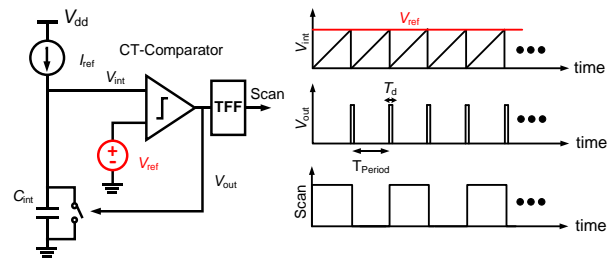 Vdd
CT-Comparator
Iref
Vint
Scan
TFF
Vref
Vout
Cint
Vref
Vint
time
Td
Vout
time
TPeriod
Scan
time